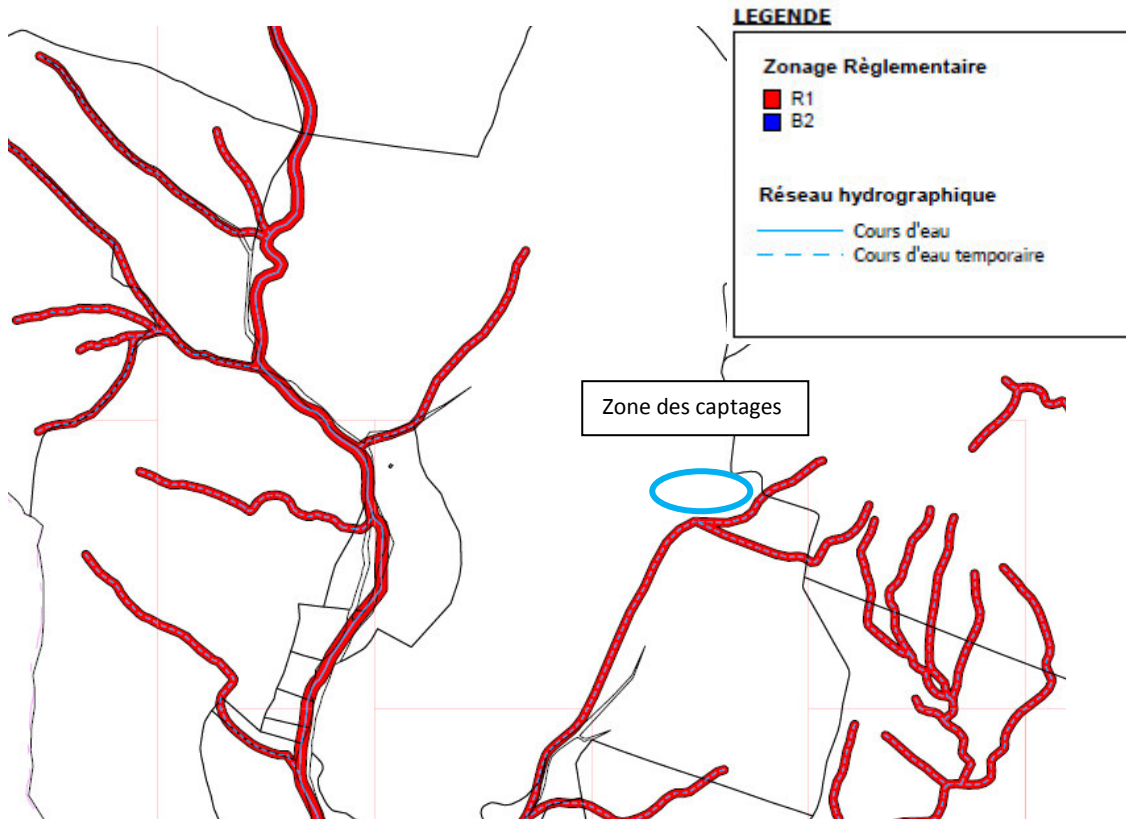 LEGENDE
Zonage Règlementaire
R1
B2
Réseau hydrographique
Cours d'eau
Cours d'eau temporaire
Zone des captages